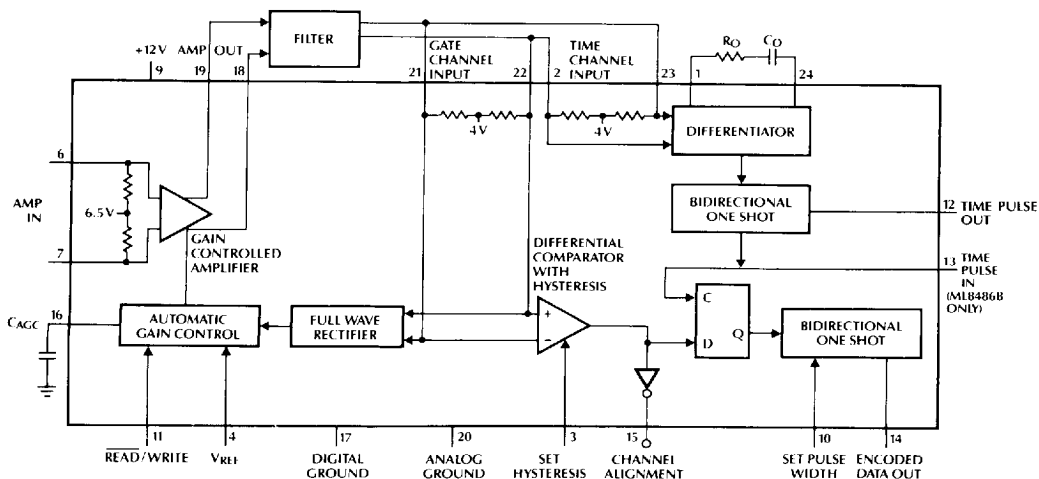 FILTER
+12V
9
AMP OUT
19
18
GATE
CHANNEL
INPUT
21
22
TIME
CHANNEL
INPUT
2
23
RO
CO
1
24
4V
4V
DIFFERENTIATOR
6
AMP
IN
6.5V
7
GAIN
CONTROLLED
AMPLIFIER
BIDIRECTIONAL
ONE SHOT
12 TIME PULSE
OUT
DIFFERENTIAL
COMPARATOR
WITH
HYSTERESIS
13 TIME
PULSE
IN
(ML8486B
ONLY)
16
CAGC
AUTOMATIC
GAIN CONTROL
FULL WAVE
RECTIFIER
+
−
C
D
Q
BIDIRECTIONAL
ONE SHOT
11
READ/WRITE
4
VREF
17
DIGITAL
GROUND
20
ANALOG
GROUND
3
SET
HYSTERESIS
15
CHANNEL
ALIGNMENT
10
SET PULSE
WIDTH
14
ENCODED
DATA OUT